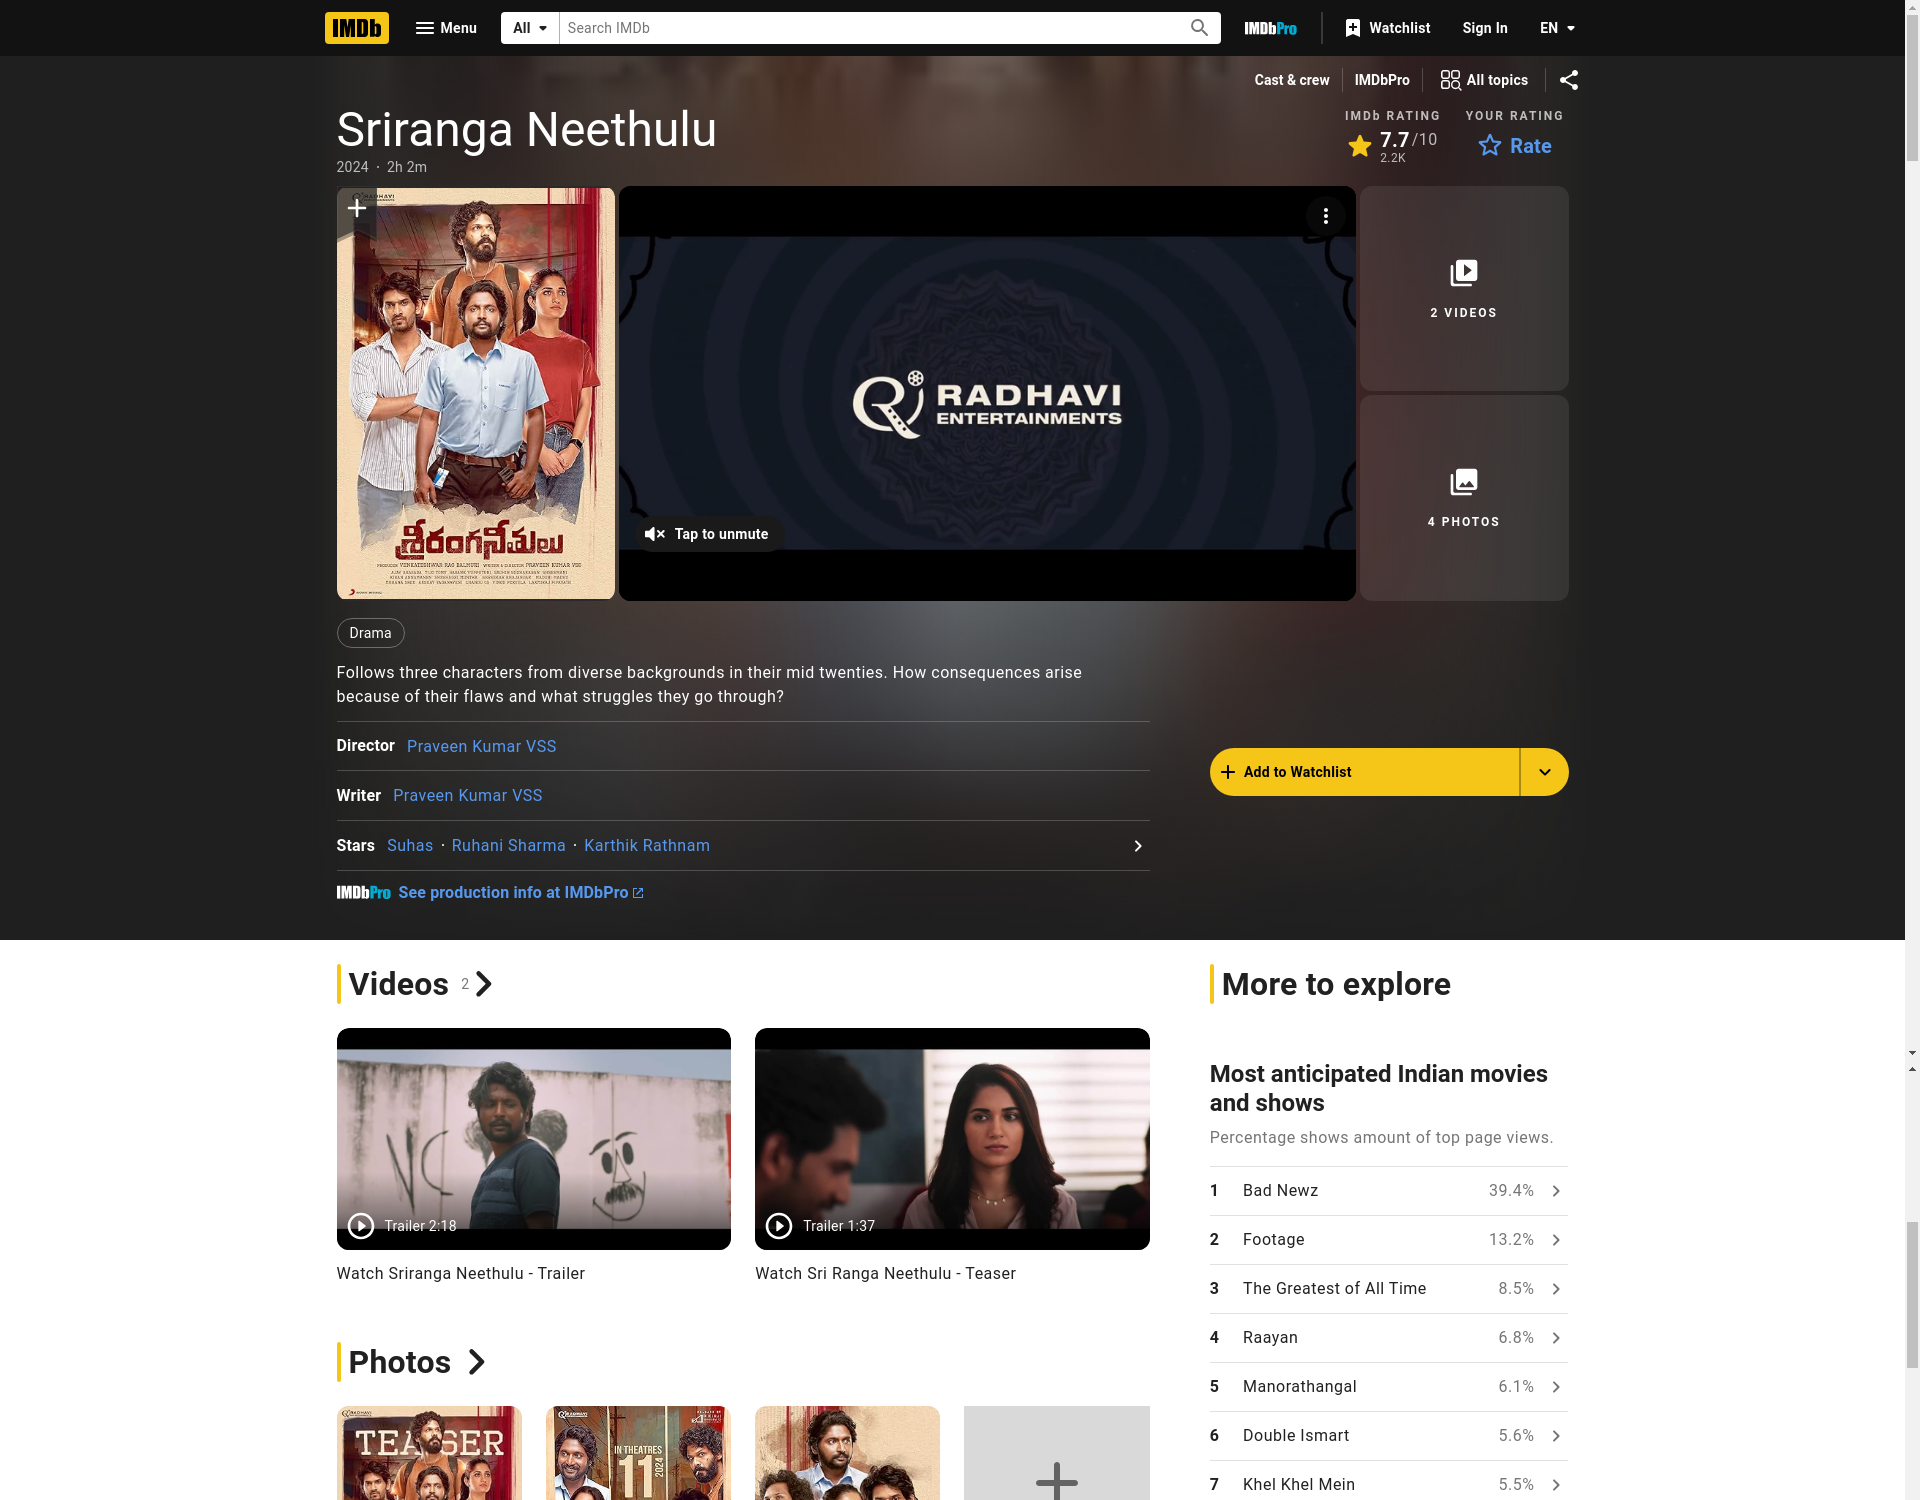 IMDb
Menu
All
Search IMDb
IMDbPro
Watchlist
Sign In
EN
Cast & crew
IMDbPro
All topics
Sriranga Neethulu
2024 · 2h 2m
IMDb RATING
7.7/10
2.2K
YOUR RATING
Rate
RADHAVI
శ్రీరంగనీతులు
RADHAVI
ENTERTAINMENTS
Tap to unmute
2 VIDEOS
4 PHOTOS
Drama
Follows three characters from diverse backgrounds in their mid twenties. How consequences arise
because of their flaws and what struggles they go through?
Director Praveen Kumar VSS
Writer Praveen Kumar VSS
Stars Suhas · Ruhani Sharma · Karthik Rathnam
IMDbPro See production info at IMDbPro
Add to Watchlist
Videos 2
VC
Trailer 2:18
Watch Sriranga Neethulu - Trailer
Trailer 1:37
Watch Sri Ranga Neethulu - Teaser
Photos
RADHAVI
TEASER
IN THEATRES
11
2024
More to explore
Most anticipated Indian movies
and shows
Percentage shows amount of top page views.
1 Bad Newz 39.4%
2 Footage 13.2%
3 The Greatest of All Time 8.5%
4 Raayan 6.8%
5 Manorathangal 6.1%
6 Double Ismart 5.6%
7 Khel Khel Mein 5.5%